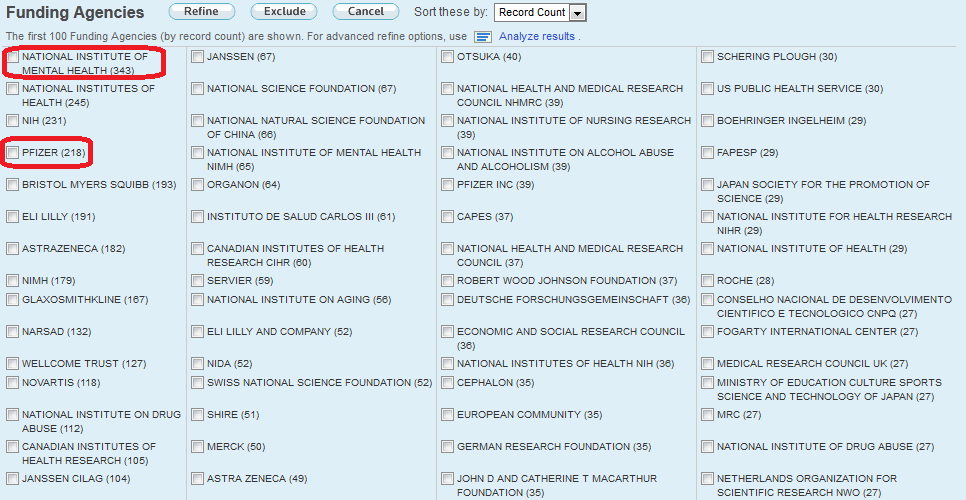 Funding Agencies
Refine
Exclude
Cancel
Sort these by:
Record Count
The first 100 Funding Agencies (by record count) are shown. For advanced refine options, use
Analyze results .
NATIONAL INSTITUTE OF
MENTAL HEALTH (343)
NATIONAL INSTITUTES OF
HEALTH (245)
NIH (231)
PFIZER (218)
BRISTOL MYERS SQUIBB (193)
ELI LILLY (191)
ASTRAZENECA (182)
NIMH (179)
GLAXOSMITHKLINE (167)
NARSAD (132)
WELLCOME TRUST (127)
NOVARTIS (118)
NATIONAL INSTITUTE ON DRUG
ABUSE (112)
CANADIAN INSTITUTES OF
HEALTH RESEARCH (105)
JANSSEN CILAG (104)
JANSSEN (67)
NATIONAL SCIENCE FOUNDATION (67)
NATIONAL NATURAL SCIENCE FOUNDATION
OF CHINA (66)
NATIONAL INSTITUTE OF MENTAL HEALTH
NIMH (65)
ORGANON (64)
INSTITUTO DE SALUD CARLOS III (61)
CANADIAN INSTITUTES OF HEALTH
RESEARCH CIHR (60)
SERVIER (59)
NATIONAL INSTITUTE ON AGING (56)
ELI LILLY AND COMPANY (52)
NIDA (52)
SWISS NATIONAL SCIENCE FOUNDATION (52)
SHIRE (51)
MERCK (50)
ASTRA ZENECA (49)
OTSUKA (40)
NATIONAL HEALTH AND MEDICAL RESEARCH
COUNCIL NHMRC (39)
NATIONAL INSTITUTE OF NURSING RESEARCH
(39)
NATIONAL INSTITUTE ON ALCOHOL ABUSE
AND ALCOHOLISM (39)
PFIZER INC (39)
CAPES (37)
NATIONAL HEALTH AND MEDICAL RESEARCH
COUNCIL (37)
ROBERT WOOD JOHNSON FOUNDATION (37)
DEUTSCHE FORSCHUNGSGEMEINSCHAFT (36)
ECONOMIC AND SOCIAL RESEARCH COUNCIL
(36)
NATIONAL INSTITUTES OF HEALTH NIH (36)
CEPHALON (35)
EUROPEAN COMMUNITY (35)
GERMAN RESEARCH FOUNDATION (35)
JOHN D AND CATHERINE T MACARTHUR
FOUNDATION (35)
SCHERING PLOUGH (30)
US PUBLIC HEALTH SERVICE (30)
BOEHRINGER INGELHEIM (29)
FAPESP (29)
JAPAN SOCIETY FOR THE PROMOTION OF
SCIENCE (29)
NATIONAL INSTITUTE FOR HEALTH RESEARCH
NIHR (29)
NATIONAL INSTITUTE OF HEALTH (29)
ROCHE (28)
CONSELHO NACIONAL DE DESENVOLVIMENTO
CIENTIFICO E TECNOLOGICO CNPQ (27)
FOGARTY INTERNATIONAL CENTER (27)
MEDICAL RESEARCH COUNCIL UK (27)
MINISTRY OF EDUCATION CULTURE SPORTS
SCIENCE AND TECHNOLOGY OF JAPAN (27)
MRC (27)
NATIONAL INSTITUTE OF DRUG ABUSE (27)
NETHERLANDS ORGANIZATION FOR
SCIENTIFIC RESEARCH NWO (27)